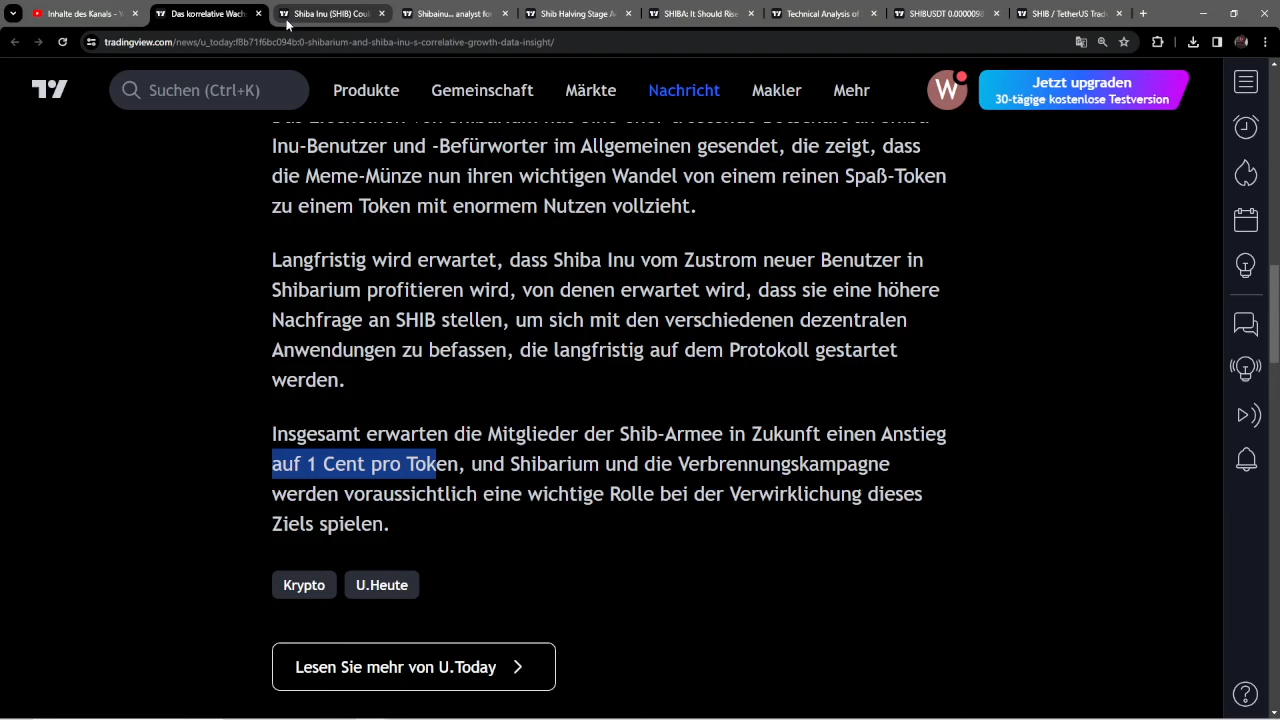 Inhalte des Kanals -
Das korrelative Wachs
Shiba Inu (SHIB) Coul
Shibainu... analyst fo
Shib Halving Stage A
SHIBA: It Should Rise
Technical Analysis of
SHIBUSDT 0.0000098
SHIB / TetherUS Trad
tradingview.com/news/u_today:f8b71f6bc094b:0-shibarium-and-shiba-inu-s-correlative-growth-data-insight/
Suchen (Ctrl+K)
Produkte
Gemeinschaft
Märkte
Nachricht
Makler
Mehr
W
Jetzt upgraden
30-tägige kostenlose Testversion
Inu-Benutzer und -Befürworter im Allgemeinen gesendet, die zeigt, dass
die Meme-Münze nun ihren wichtigen Wandel von einem reinen Spaß-Token
zu einem Token mit enormem Nutzen vollzieht.
Langfristig wird erwartet, dass Shiba Inu vom Zustrom neuer Benutzer in
Shibarium profitieren wird, von denen erwartet wird, dass sie eine höhere
Nachfrage an SHIB stellen, um sich mit den verschiedenen dezentralen
Anwendungen zu befassen, die langfristig auf dem Protokoll gestartet
werden.
Insgesamt erwarten die Mitglieder der Shib-Armee in Zukunft einen Anstieg
auf 1 Cent pro Token, und Shibarium und die Verbrennungskampagne
werden voraussichtlich eine wichtige Rolle bei der Verwirklichung dieses
Ziels spielen.
Krypto
U.Heute
Lesen Sie mehr von U.Today